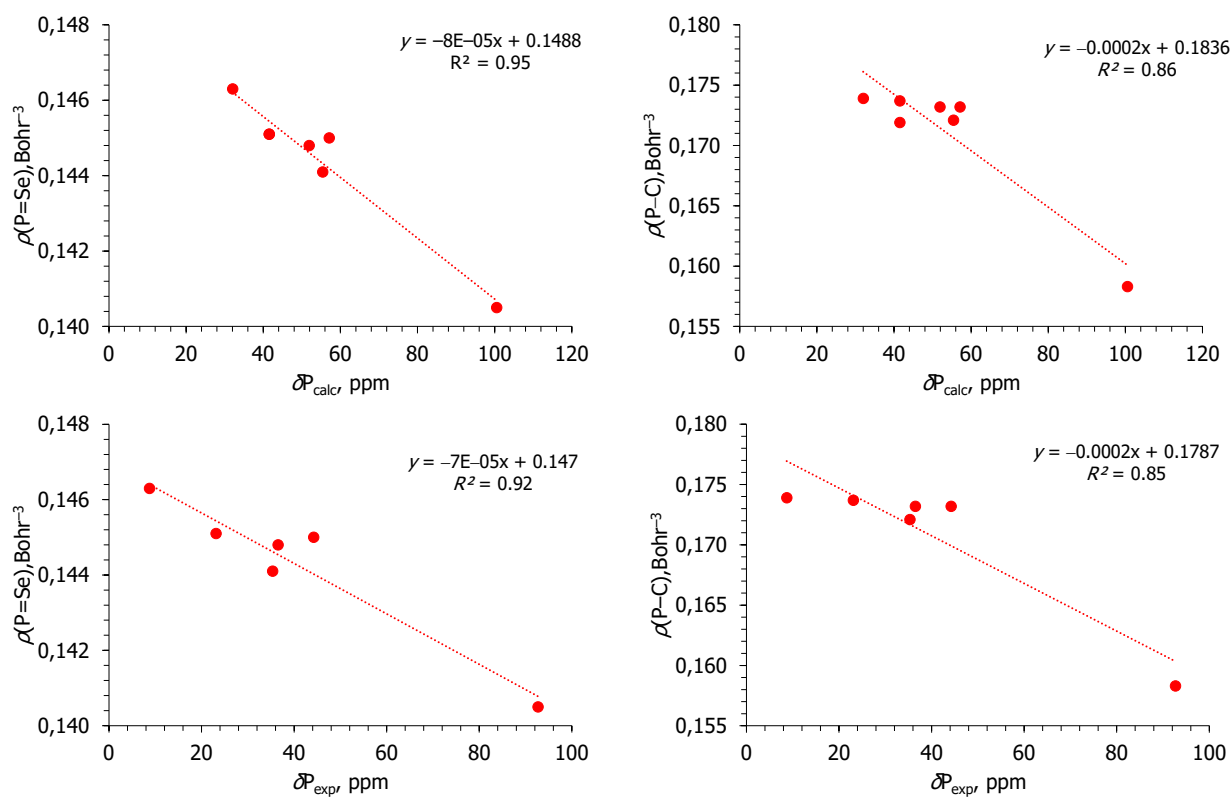 0,148
0,146
0,144
0,142
0,140
ρ(P=Se),Bohr⁻³
y = −8E−05x + 0.1488
R² = 0.95
0 20 40 60 80 100 120
δP_calc, ppm
0,180
0,175
0,170
0,165
0,160
0,155
ρ(P−C),Bohr⁻³
y = −0.0002x + 0.1836
R² = 0.86
0 20 40 60 80 100 120
δP_calc, ppm
0,148
0,146
0,144
0,142
0,140
ρ(P=Se),Bohr⁻³
y = −7E−05x + 0.147
R² = 0.92
0 20 40 60 80 100
δP_exp, ppm
0,180
0,175
0,170
0,165
0,160
0,155
ρ(P−C),Bohr⁻³
y = −0.0002x + 0.1787
R² = 0.85
0 20 40 60 80 100
δP_exp, ppm